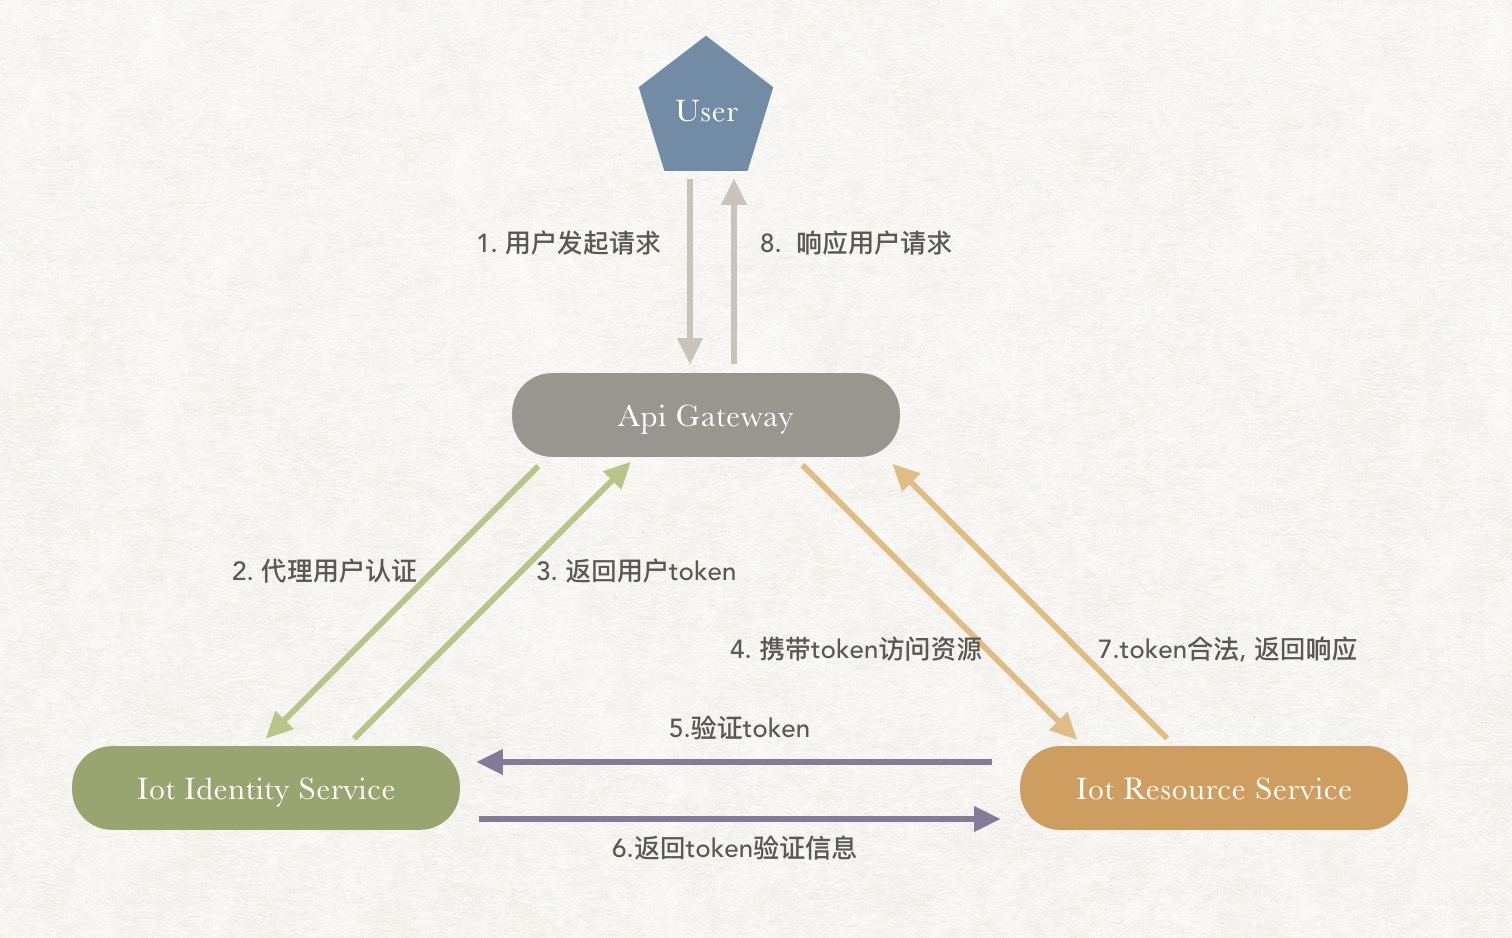 User
1. 用户发起请求
8. 响应用户请求
Api Gateway
2. 代理用户认证
3. 返回用户token
4. 携带token访问资源
7.token合法, 返回响应
5.验证token
Iot Identity Service
Iot Resource Service
6.返回token验证信息